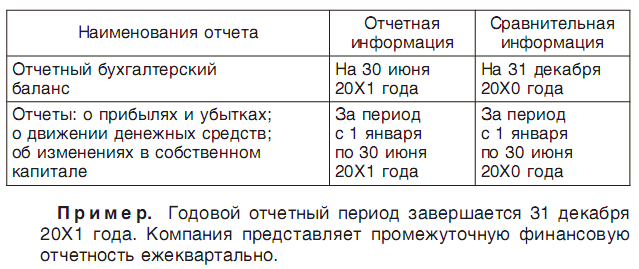 Наименования отчета
Отчетная
информация
Сравнительная
информация
Отчетный бухгалтерский
баланс
На 30 июня
20X1 года
На 31 декабря
20X0 года
Отчеты: о прибылях и убытках;
о движении денежных средств;
об изменениях в собственном
капитале
За период
с 1 января
по 30 июня
20X1 года
За период
с 1 января
по 30 июня
20X0 года
Пример. Годовой отчетный период завершается 31 декабря
20X1 года. Компания представляет промежуточную финансовую
отчетность ежеквартально.